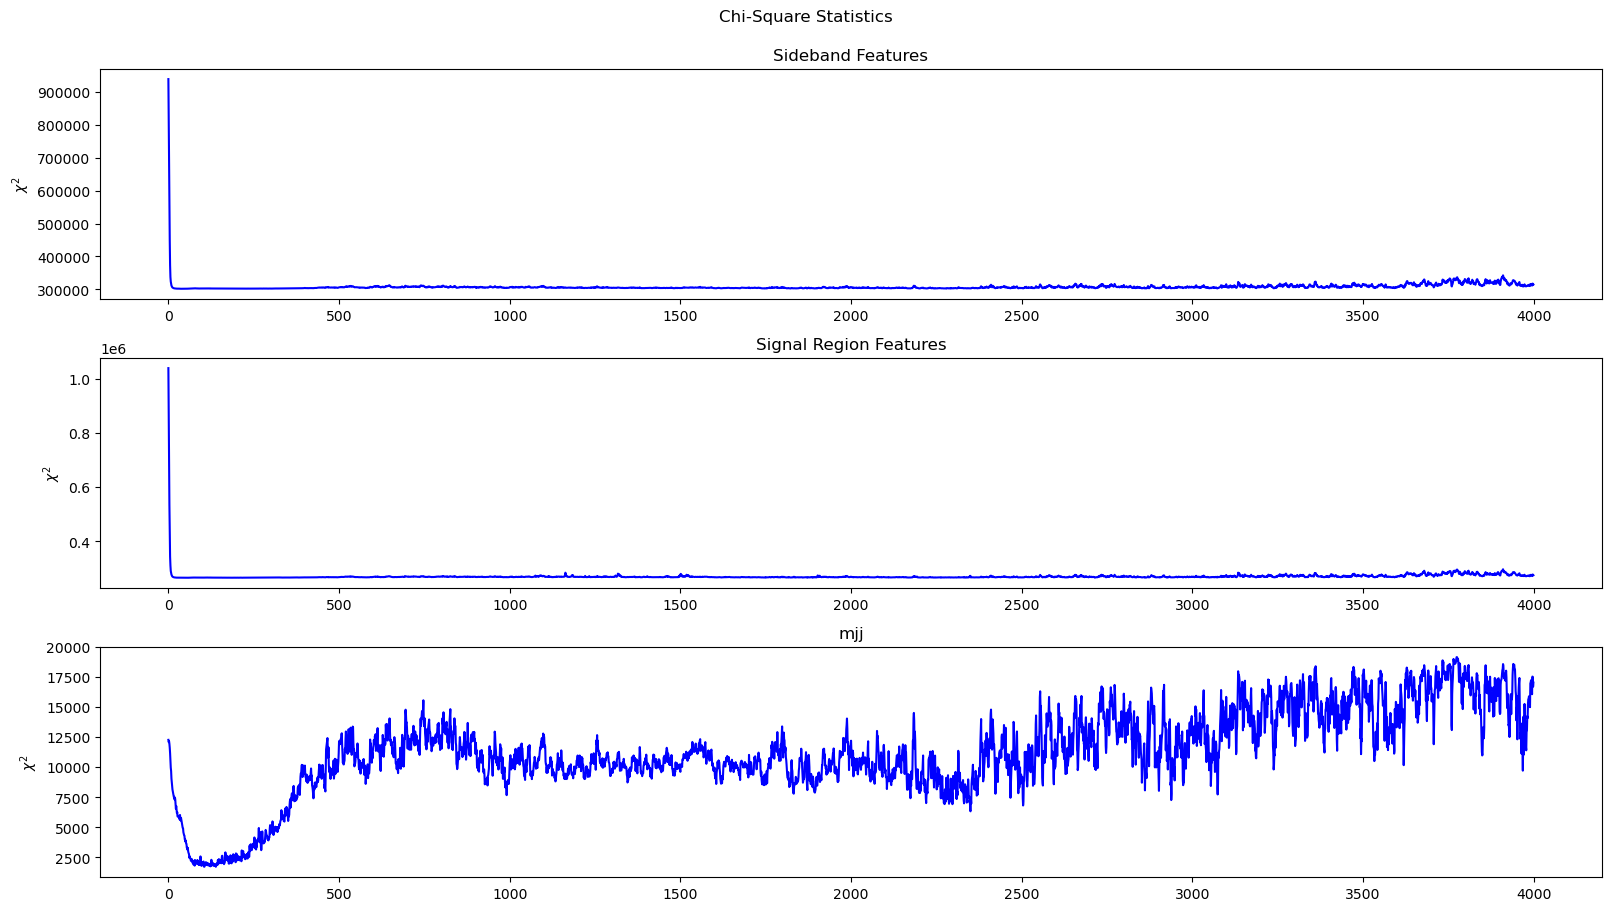 Chi-Square Statistics
Sideband Features
χ²
900000
800000
700000
600000
500000
400000
300000
0 500 1000 1500 2000 2500 3000 3500 4000
Signal Region Features
1e6
χ²
1.0
0.8
0.6
0.4
0 500 1000 1500 2000 2500 3000 3500 4000
mjj
χ²
20000
17500
15000
12500
10000
7500
5000
2500
0 500 1000 1500 2000 2500 3000 3500 4000